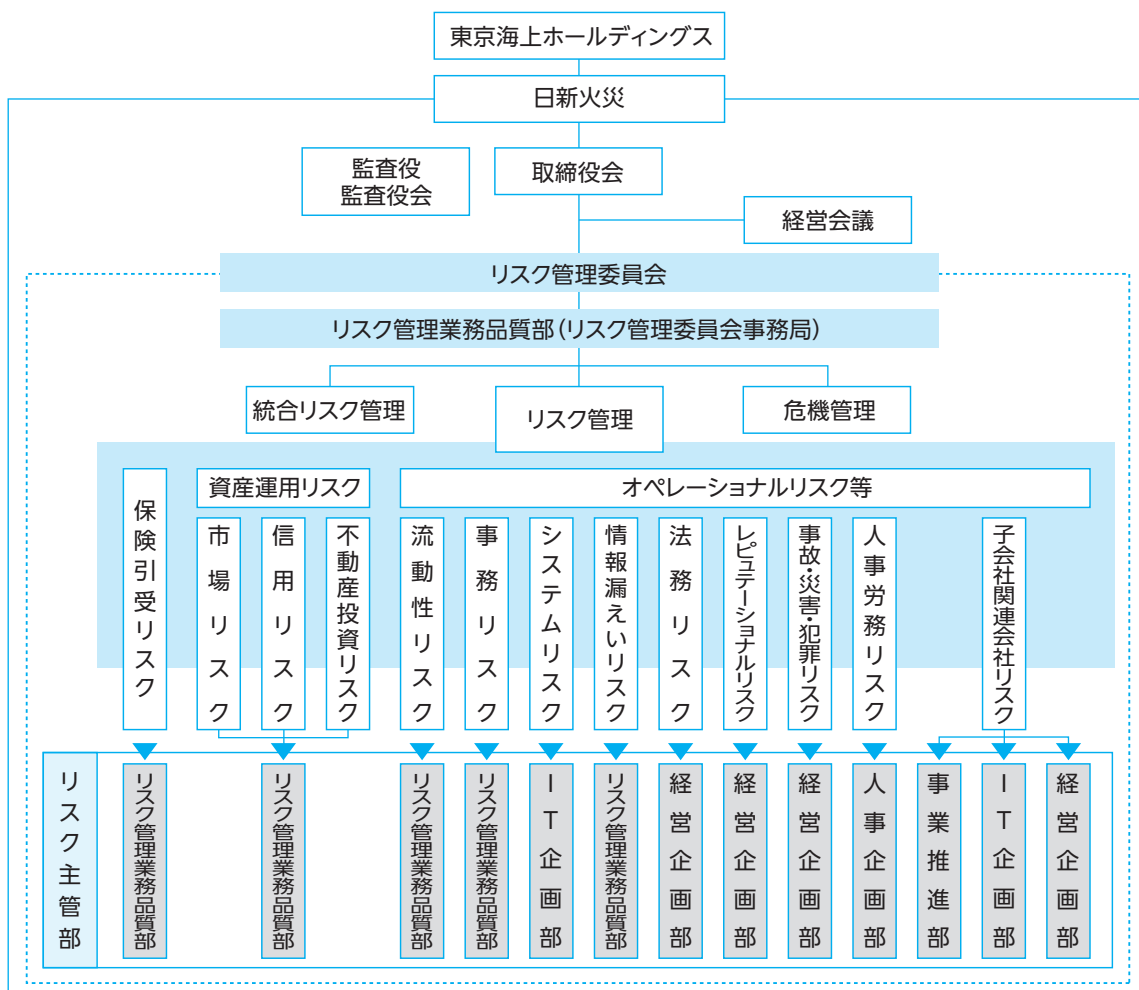 東京海上ホールディングス
日新火災
監査役
監査役会
取締役会
経営会議
リスク管理委員会
リスク管理業務品質部(リスク管理委員会事務局)
統合リスク管理
リスク管理
危機管理
保険引受リスク
資産運用リスク
オペレーショナルリスク等
市場リスク
信用リスク
不動産投資リスク
流動性リスク
事務リスク
システムリスク
情報漏えいリスク
法務リスク
レピュテーショナルリスク
事故・災害・犯罪リスク
人事労務リスク
子会社関連会社リスク
リスク主管部
リスク管理業務品質部
リスク管理業務品質部
リスク管理業務品質部
リスク管理業務品質部
IT企画部
リスク管理業務品質部
経営企画部
経営企画部
経営企画部
人事企画部
事業推進部
IT企画部
経営企画部